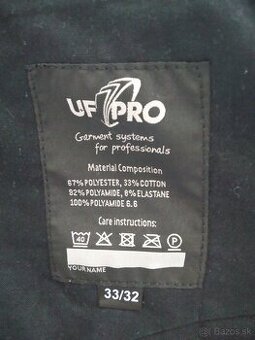 UF PRO
Garment systems
for professionals
Material Composition
67% POLYESTER, 33% COTTON
92% POLYAMIDE, 8% ELASTANE
100% POLYAMIDE 6.6
Care instructions:
40
P
YOUR NAME
33/32
Bazos.sk